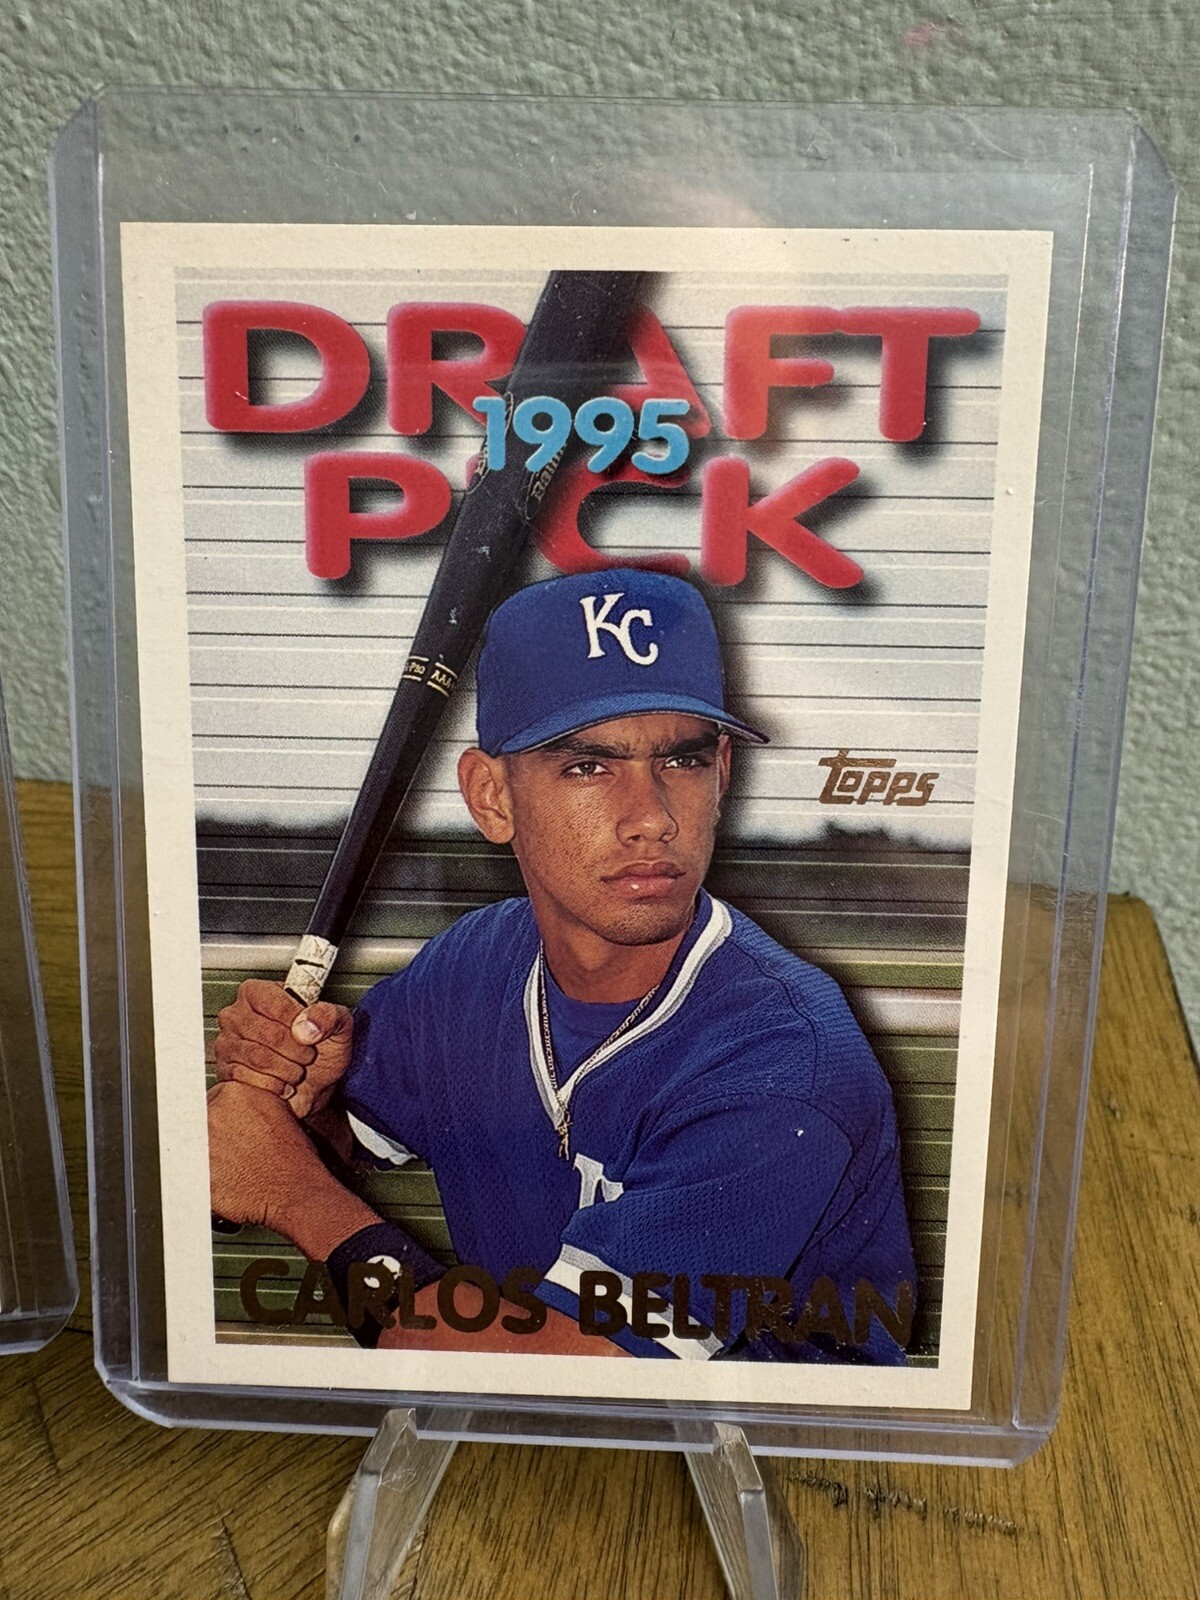 DRAFT
1995
PICK
KC
topps
CARLOS BELTRAN